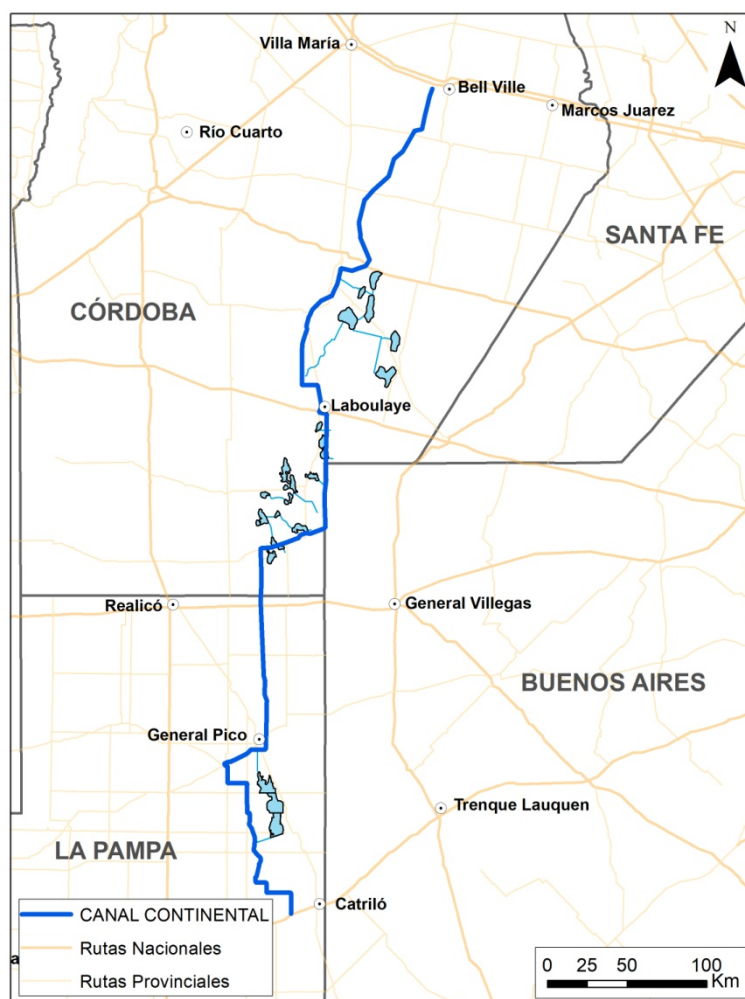 N
Villa María
Bell Ville
Marcos Juarez
Río Cuarto
SANTA FE
CÓRDOBA
Laboulaye
Realicó
General Villegas
BUENOS AIRES
General Pico
Trenque Lauquen
LA PAMPA
Catriló
CANAL CONTINENTAL
Rutas Nacionales
a
Rutas Provinciales
0 25 50 100
Km